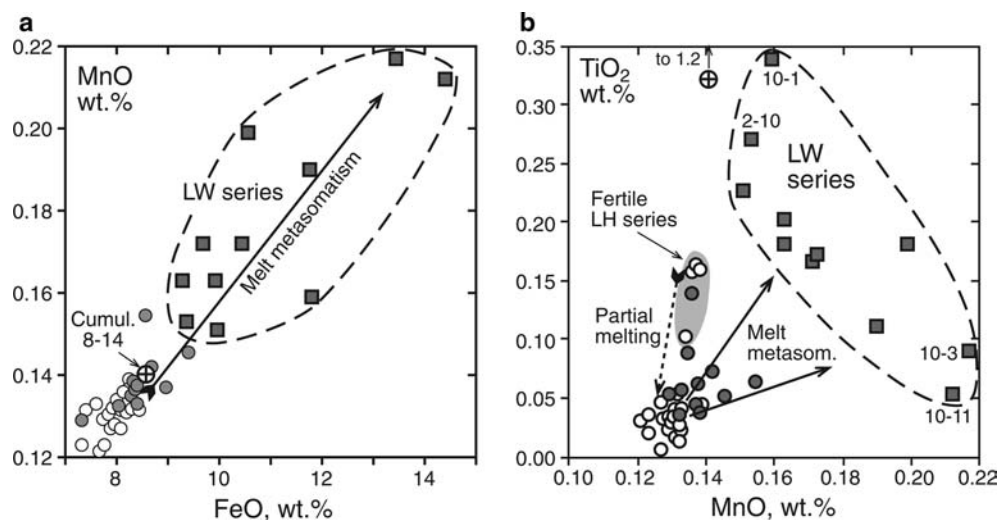 a
MnO
wt.%
0.22
0.20
0.18
0.16
0.14
0.12
LW series
Melt metasomatism
Cumul.
8-14
8
10
12
14
FeO, wt.%
b
TiO2
wt.%
0.35
0.30
0.25
0.20
0.15
0.10
0.05
0.00
to 1.2
10-1
2-10
LW
series
Fertile
LH series
Partial
melting
Melt
metasom.
10-3
10-11
0.10
0.12
0.14
0.16
0.18
0.20
0.22
MnO, wt.%